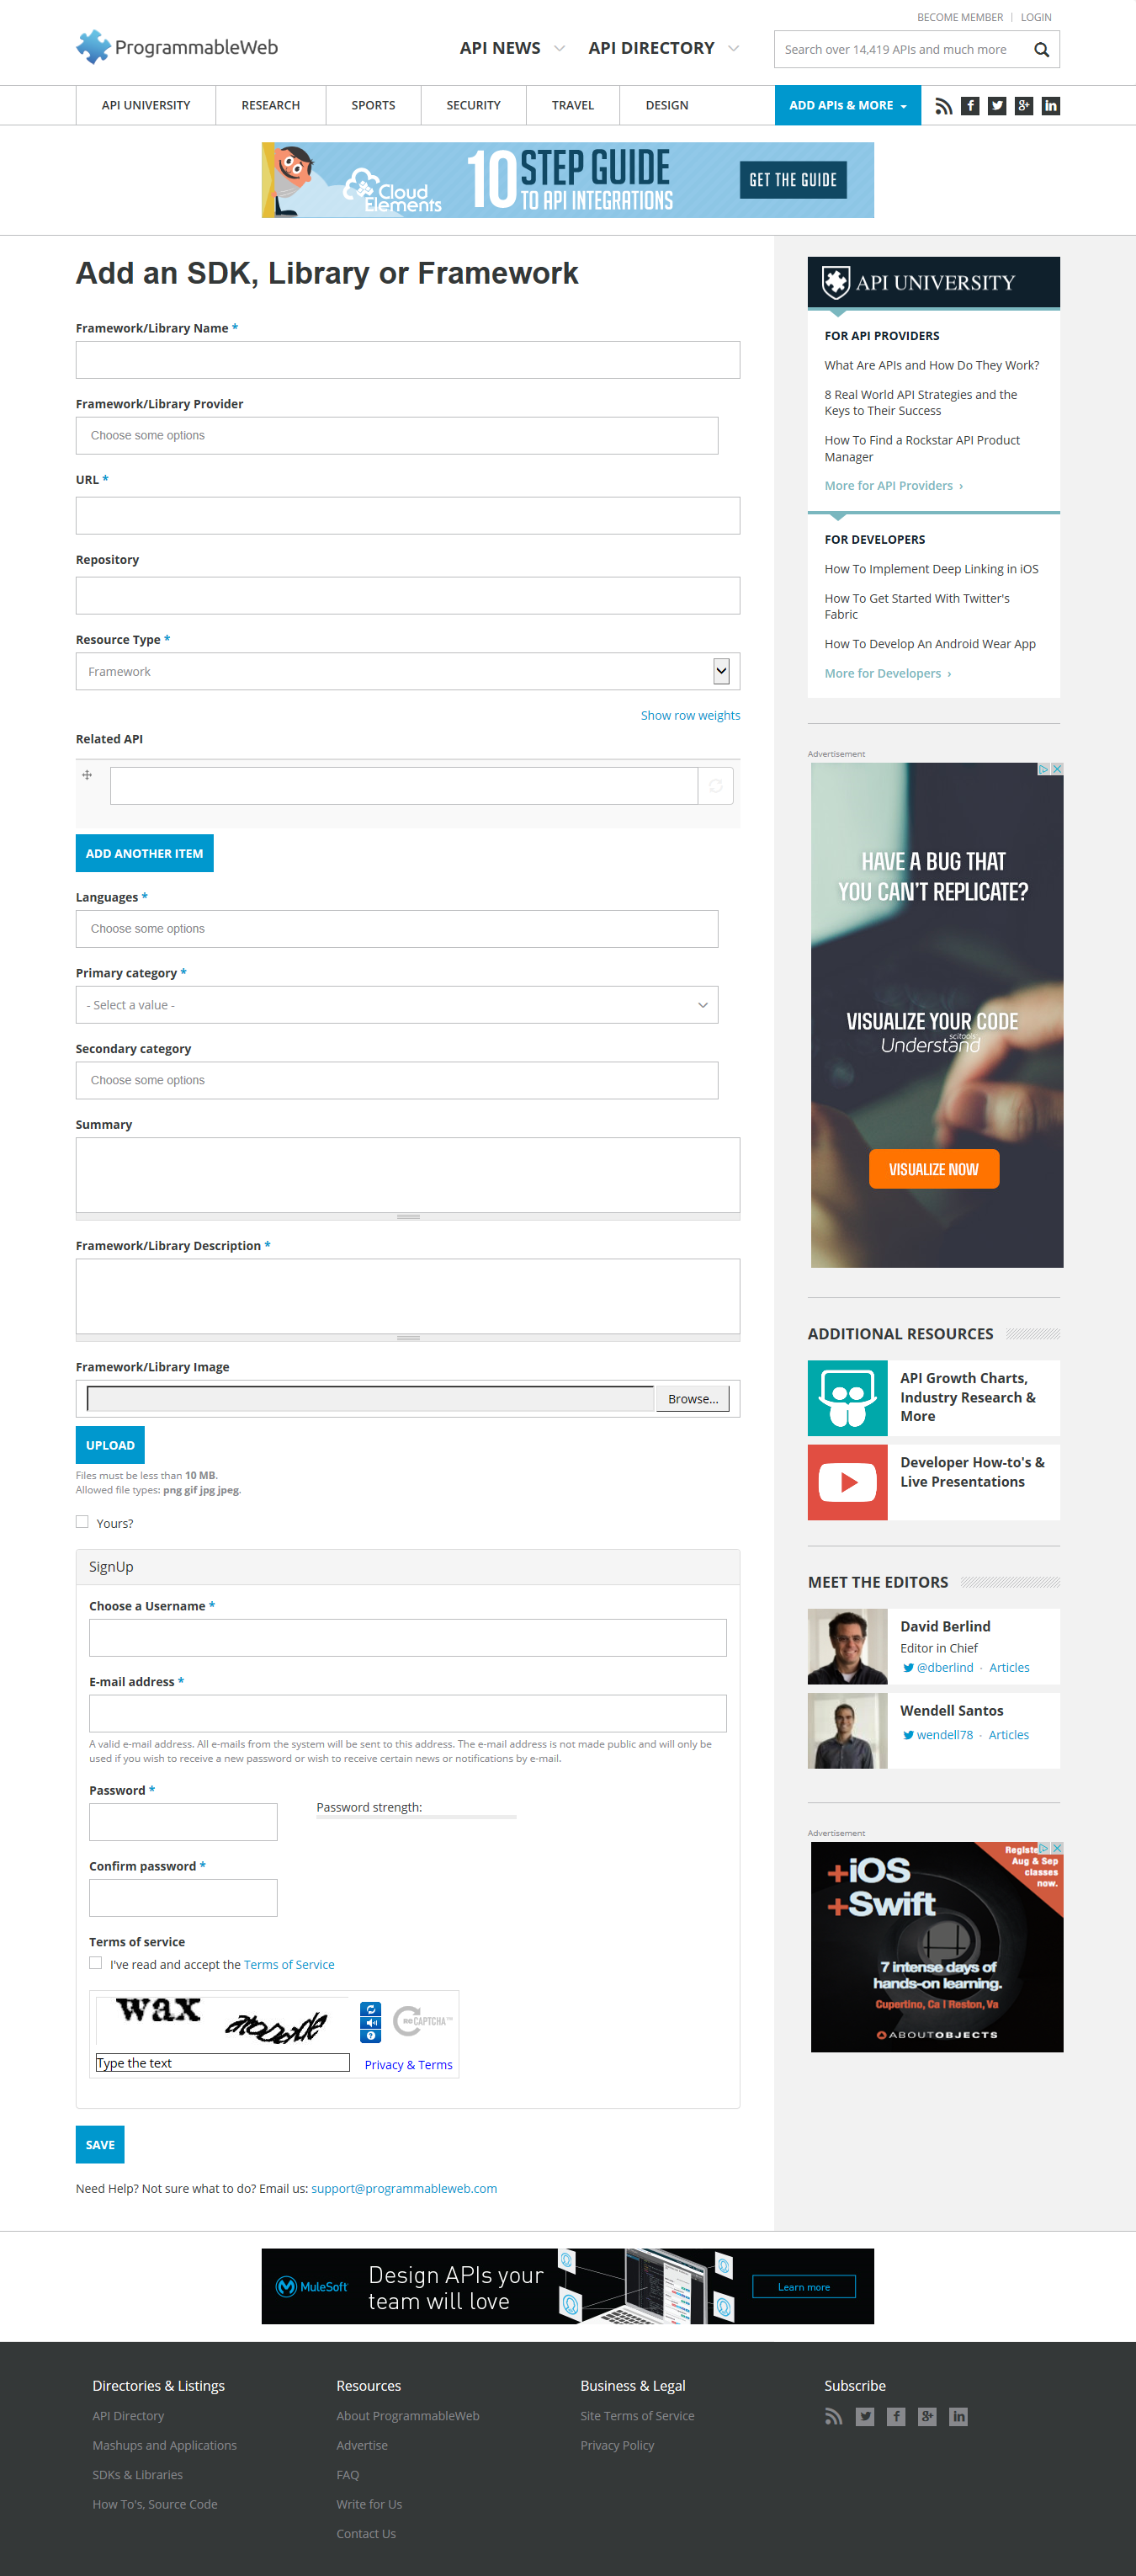 BECOME MEMBER | LOGIN
ProgrammableWeb
API NEWS
API DIRECTORY
Search over 14,419 APIs and much more
API UNIVERSITY
RESEARCH
SPORTS
SECURITY
TRAVEL
DESIGN
ADD APIs & MORE
Cloud Elements
10 STEP GUIDE
TO API INTEGRATIONS
GET THE GUIDE
Add an SDK, Library or Framework
Framework/Library Name *
Framework/Library Provider
Choose some options
URL *
Repository
Resource Type *
Framework
Show row weights
Related API
ADD ANOTHER ITEM
Languages *
Choose some options
Primary category *
- Select a value -
Secondary category
Choose some options
Summary
Framework/Library Description *
Framework/Library Image
Browse...
UPLOAD
Files must be less than 10 MB.
Allowed file types: png gif jpg jpeg.
Yours?
SignUp
Choose a Username *
E-mail address *
A valid e-mail address. All e-mails from the system will be sent to this address. The e-mail address is not made public and will only be
used if you wish to receive a new password or wish to receive certain news or notifications by e-mail.
Password *
Password strength:
Confirm password *
Terms of service
I've read and accept the Terms of Service
wax
CAPTCHA™
Type the text
Privacy & Terms
SAVE
Need Help? Not sure what to do? Email us: support@programmableweb.com
API UNIVERSITY
FOR API PROVIDERS
What Are APIs and How Do They Work?
8 Real World API Strategies and the
Keys to Their Success
How To Find a Rockstar API Product
Manager
More for API Providers ›
FOR DEVELOPERS
How To Implement Deep Linking in iOS
How To Get Started With Twitter's
Fabric
How To Develop An Android Wear App
More for Developers ›
Advertisement
HAVE A BUG THAT
YOU CAN'T REPLICATE?
VISUALIZE YOUR CODE
scitools
Understand
VISUALIZE NOW
ADDITIONAL RESOURCES
API Growth Charts,
Industry Research &
More
Developer How-to's &
Live Presentations
MEET THE EDITORS
David Berlind
Editor in Chief
@dberlind · Articles
Wendell Santos
wendell78 · Articles
Advertisement
+iOS
+Swift
Aug & Sep
classes
now.
7 intense days of
hands-on learning.
Cupertino, Ca | Reston, Va
ABOUTOBJECTS
MuleSoft
Design APIs your
team will love
Learn more
Directories & Listings
API Directory
Mashups and Applications
SDKs & Libraries
How To's, Source Code
Resources
About ProgrammableWeb
Advertise
FAQ
Write for Us
Contact Us
Business & Legal
Site Terms of Service
Privacy Policy
Subscribe